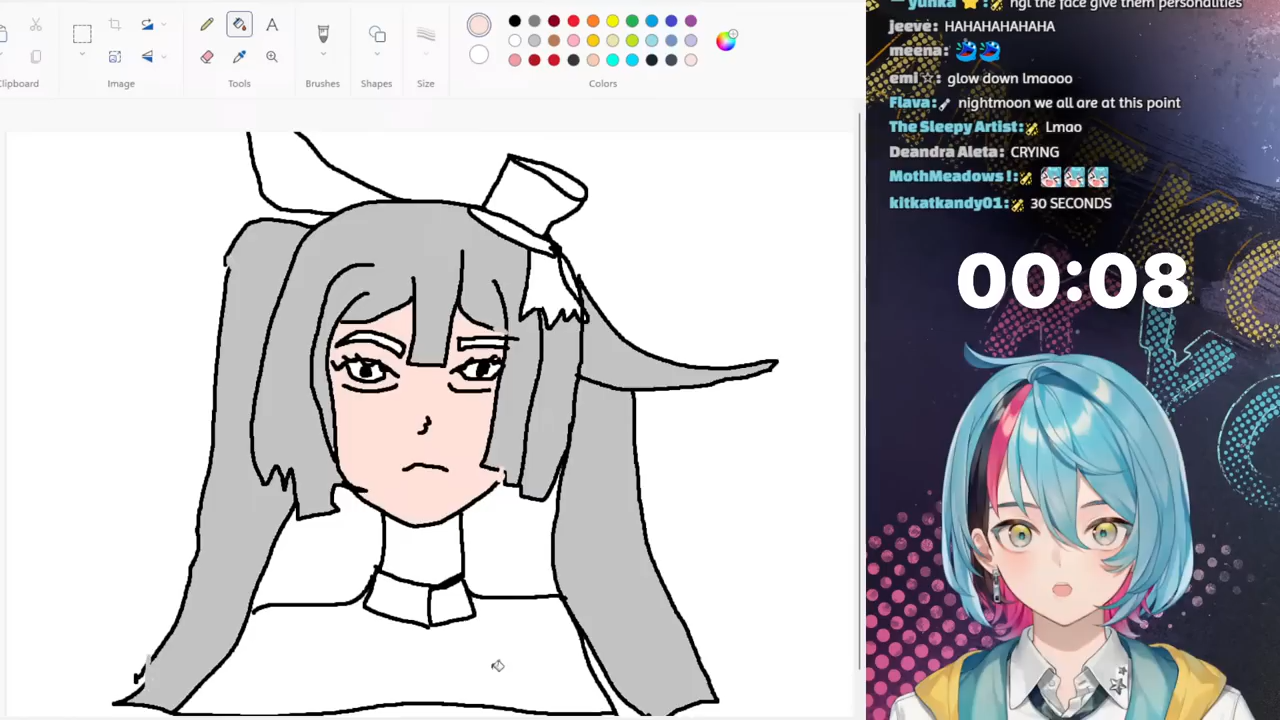 Clipboard
Image
Tools
Brushes
Shapes
Size
Colors
yunka: ngl the face give them personalities
jeeve: HAHAHAHAHAHA
meena:
emi☆: glow down lmaooo
Flava: nightmoon we all are at this point
The Sleepy Artist: Lmao
Deandra Aleta: CRYING
MothMeadows!:
kitkatkandy01: 30 SECONDS
00:08